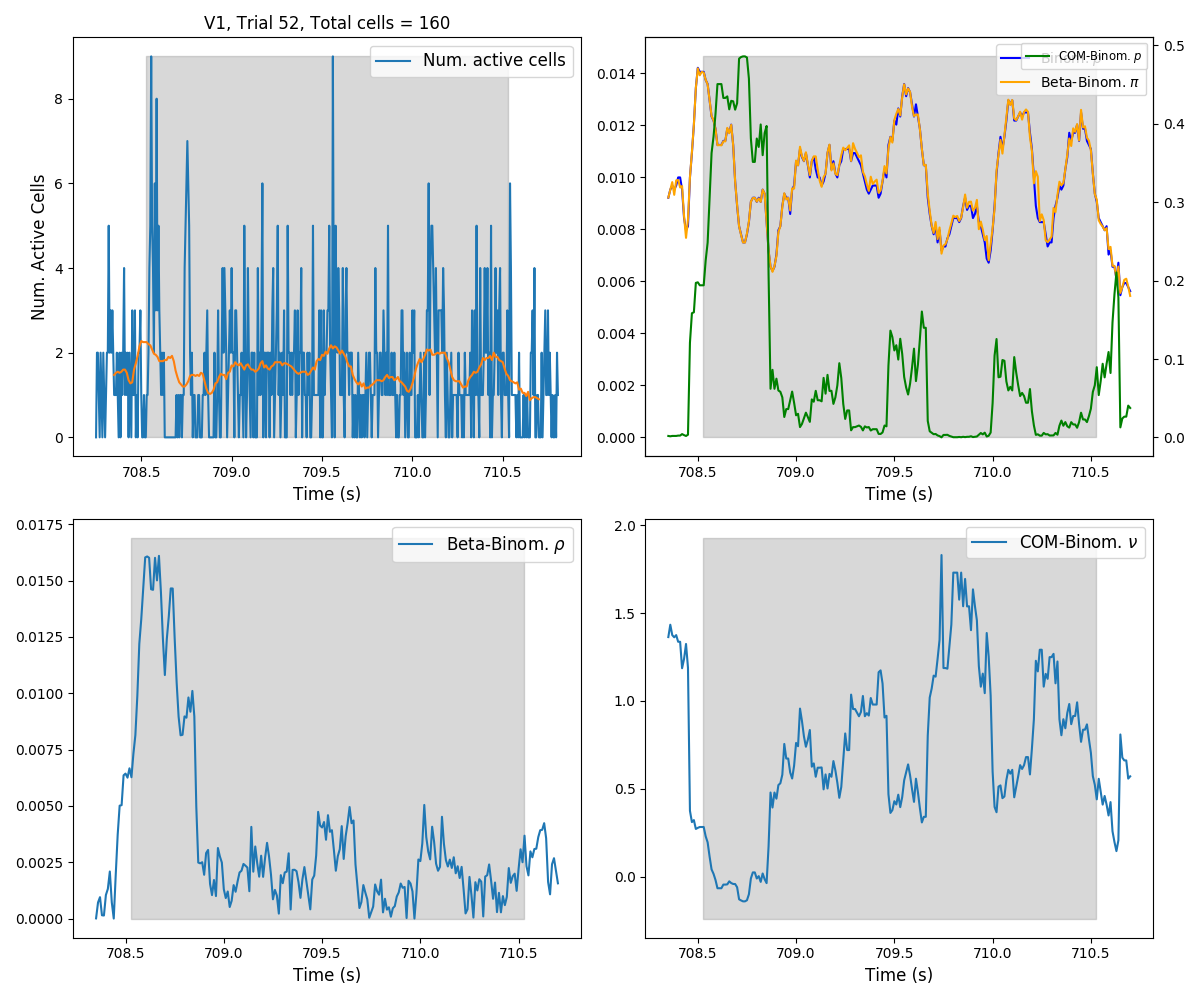 V1, Trial 52, Total cells = 160
Num. active cells
Num. Active Cells
8
6
4
2
0
708.5 709.0 709.5 710.0 710.5
Time (s)
COM-Binom. p
Beta-Binom. π
0.014
0.012
0.010
0.008
0.006
0.004
0.002
0.000
0.5
0.4
0.3
0.2
0.1
0.0
708.5 709.0 709.5 710.0 710.5
Time (s)
Beta-Binom. ρ
0.0175
0.0150
0.0125
0.0100
0.0075
0.0050
0.0025
0.0000
708.5 709.0 709.5 710.0 710.5
Time (s)
COM-Binom. ν
2.0
1.5
1.0
0.5
0.0
708.5 709.0 709.5 710.0 710.5
Time (s)